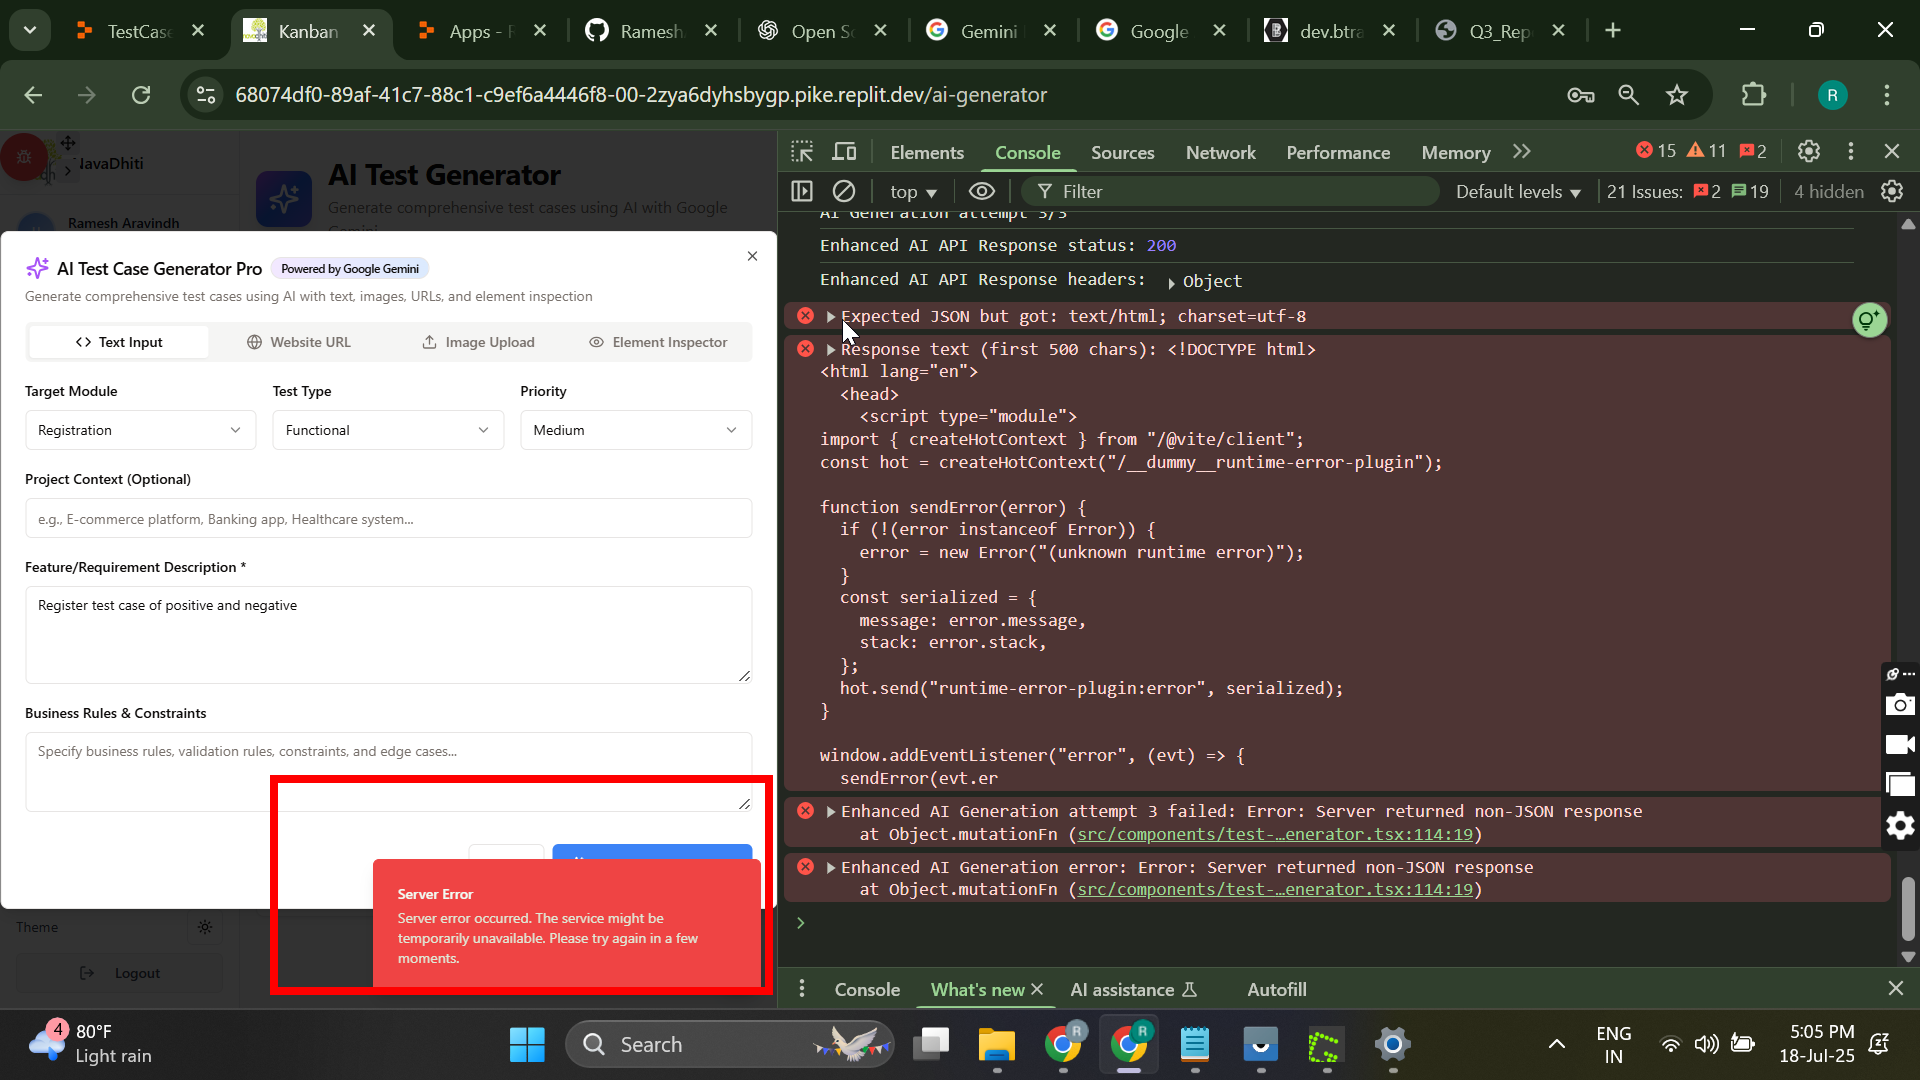 TestCase
Kanban
Apps - R
Ramesh
Open So
Gemini
Google
dev.btra
Q3_Rep
68074df0-89af-41c7-88c1-c9ef6a4446f8-00-2zya6dyhsbygp.pike.replit.dev/ai-generator
R
NavaDhiti
Ramesh Aravindh
AI Test Generator
Generate comprehensive test cases using AI with Google
Gemini
AI Test Case Generator Pro
Powered by Google Gemini
Generate comprehensive test cases using AI with text, images, URLs, and element inspection
Text Input
Website URL
Image Upload
Element Inspector
Target Module
Test Type
Priority
Registration
Functional
Medium
Project Context (Optional)
e.g., E-commerce platform, Banking app, Healthcare system...
Feature/Requirement Description *
Register test case of positive and negative
Business Rules & Constraints
Specify business rules, validation rules, constraints, and edge cases...
Server Error
Server error occurred. The service might be
temporarily unavailable. Please try again in a few
moments.
Theme
Logout
Elements
Console
Sources
Network
Performance
Memory
15
11
2
top
Filter
Default levels
21 Issues:
2
19
4 hidden
AI Generation attempt 3/3
Enhanced AI API Response status: 200
Enhanced AI API Response headers: Object
Expected JSON but got: text/html; charset=utf-8
Response text (first 500 chars): <!DOCTYPE html>
<html lang="en">
<head>
<script type="module">
import { createHotContext } from "/@vite/client";
const hot = createHotContext("/__dummy__runtime-error-plugin");
function sendError(error) {
if (!(error instanceof Error)) {
error = new Error("(unknown runtime error)");
}
const serialized = {
message: error.message,
stack: error.stack,
};
hot.send("runtime-error-plugin:error", serialized);
}
window.addEventListener("error", (evt) => {
sendError(evt.er
Enhanced AI Generation attempt 3 failed: Error: Server returned non-JSON response
at Object.mutationFn (src/components/test-…enerator.tsx:114:19)
Enhanced AI Generation error: Error: Server returned non-JSON response
at Object.mutationFn (src/components/test-…enerator.tsx:114:19)
Console
What's new
AI assistance
Autofill
4
80°F
Light rain
Search
R
R
ENG
IN
5:05 PM
18-Jul-25